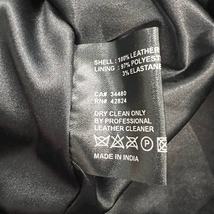 SHELL : 100% LEATHER
LINING : 97% POLYESTE
3% ELASTANE
CA# 34480
RN# 42824
DRY CLEAN ONLY
BY PROFESSIONAL
LEATHER CLEANER
MADE IN INDIA